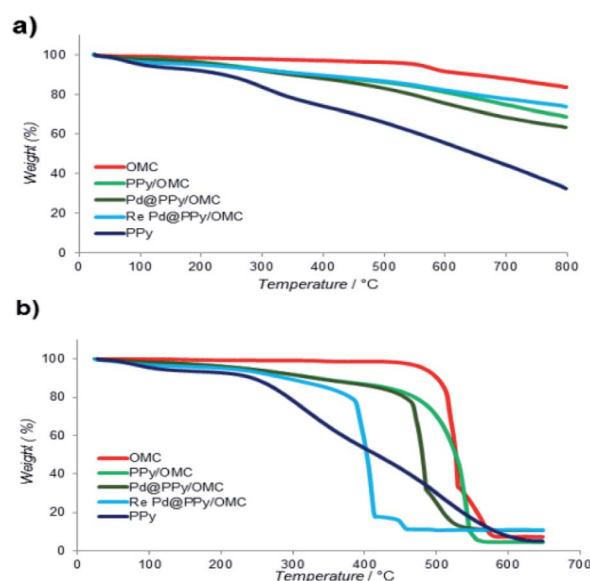 a)
Weight (%)
100
80
60
40
20
0
OMC
PPy/OMC
Pd@PPy/OMC
Re Pd@PPy/OMC
PPy
0 100 200 300 400 500 600 700 800
Temperature / °C
b)
Weight (%)
100
80
60
40
20
0
OMC
PPy/OMC
Pd@PPy/OMC
Re Pd@PPy/OMC
PPy
0 100 200 300 400 500 600 700
Temperature / °C